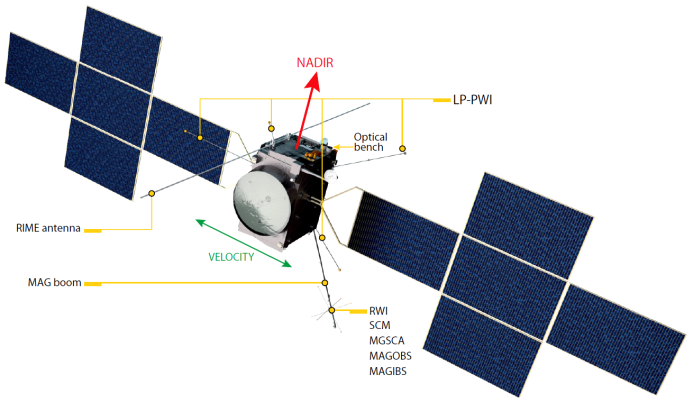 NADIR
LP-PWI
Optical
bench
RIME antenna
VELOCITY
MAG boom
RWI
SCM
MGSCA
MAGOBS
MAGIBS